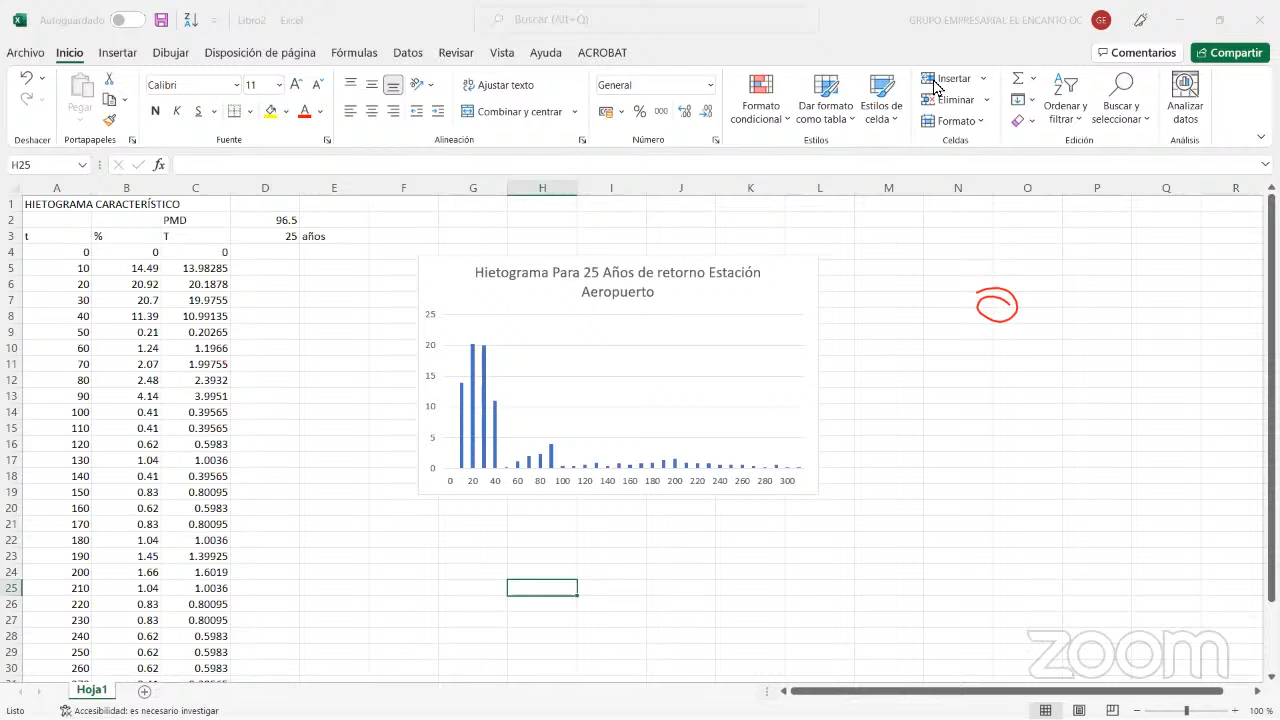 Autoguardado
Libro2 Excel
Buscar (Alt+Q)
GRUPO EMPRESARIAL EL ENCANTO OC
GE
Archivo Inicio Insertar Dibujar Disposición de página Fórmulas Datos Revisar Vista Ayuda ACROBAT
Comentarios
Compartir
Pegar
Calibri 11
N K S
Ajustar texto
Combinar y centrar
General
% 000
Formato condicional
Dar formato como tabla
Estilos de celda
Insertar
Eliminar
Formato
Ordenar y filtrar
Buscar y seleccionar
Analizar datos
Deshacer Portapapeles Fuente Alineación Número Estilos Celdas Edición Análisis
H25 fx
A B C D E F G H I J K L M N O P Q R
1 HIETOGRAMA CARACTERÍSTICO
2 PMD 96.5
3 t % T 25 años
4 0 0 0
5 10 14.49 13.98285
6 20 20.92 20.1878
7 30 20.7 19.9755
8 40 11.39 10.99135
9 50 0.21 0.20265
10 60 1.24 1.1966
11 70 2.07 1.99755
12 80 2.48 2.3932
13 90 4.14 3.9951
14 100 0.41 0.39565
15 110 0.41 0.39565
16 120 0.62 0.5983
17 130 1.04 1.0036
18 140 0.41 0.39565
19 150 0.83 0.80095
20 160 0.62 0.5983
21 170 0.83 0.80095
22 180 1.04 1.0036
23 190 1.45 1.39925
24 200 1.66 1.6019
25 210 1.04 1.0036
26 220 0.83 0.80095
27 230 0.83 0.80095
28 240 0.62 0.5983
29 250 0.62 0.5983
30 260 0.62 0.5983
Hietograma Para 25 Años de retorno Estación
Aeropuerto
25
20
15
10
5
0
0 20 40 60 80 100 120 140 160 180 200 220 240 260 280 300
zoom
Hoja1
Listo
Accesibilidad: es necesario investigar
100 %